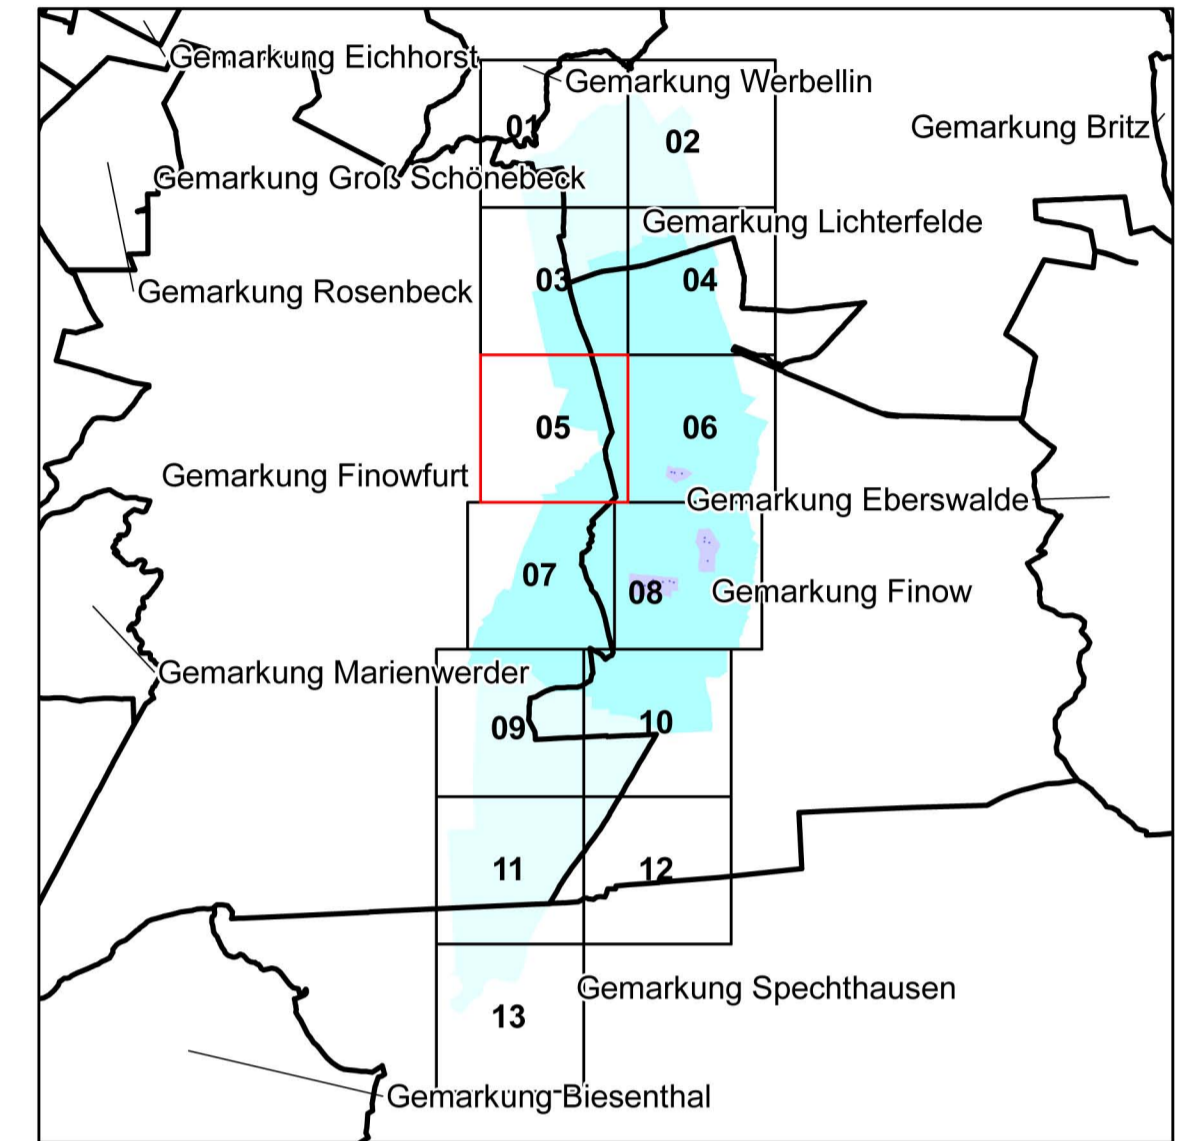 Gemarkung Eichhorst
Gemarkung Werbellin
01
02
Gemarkung Britz
Gemarkung Groß Schönebeck
Gemarkung Lichterfelde
03
04
Gemarkung Rosenbeck
05
06
Gemarkung Finowfurt
Gemarkung Eberswalde
07
08
Gemarkung Finow
Gemarkung Marienwerder
09
10
11
12
Gemarkung Spechthausen
13
Gemarkung Biesenthal